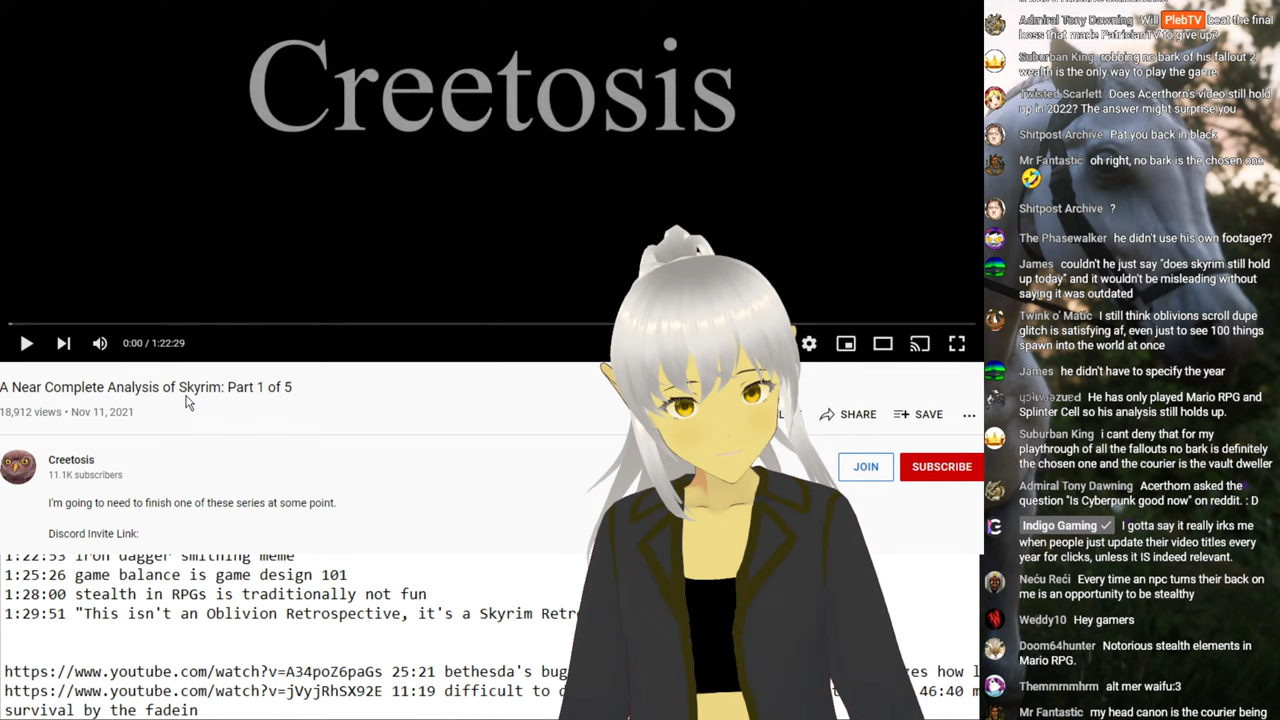 Creetosis
0:00 / 1:22:29
A Near Complete Analysis of Skyrim: Part 1 of 5
18,912 views • Nov 11, 2021
SHARE
SAVE
Creetosis
11.1K subscribers
JOIN
SUBSCRIBE
I'm going to need to finish one of these series at some point.
Discord Invite Link:
1:22:53 iron dagger smithing meme
1:25:26 game balance is game design 101
1:28:00 stealth in RPGs is traditionally not fun
1:29:51 "This isn't an Oblivion Retrospective, it's a Skyrim Retr
https://www.youtube.com/watch?v=A34poZ6paGs 25:21 bethesda's bug
https://www.youtube.com/watch?v=jVyjRhSX92E 11:19 difficult to
46:40
survival by the fadein
Admiral Tony Dawning Will PlebTV beat the final
boss that made PatricianTV to give up?
Suburban King robbing no bark of his fallout 2
wealth is the only way to play the game
Twisted Scarlett Does Acerthorn's video still hold
up in 2022? The answer might surprise you
Shitpost Archive Pat you back in black
Mr Fantastic oh right, no bark is the chosen one
🤣
Shitpost Archive ?
The Phasewalker he didn't use his own footage??
James couldn't he just say "does skyrim still hold
up today" and it wouldn't be misleading without
saying it was outdated
Twink o' Matic I still think oblivions scroll dupe
glitch is satisfying af, even just to see 100 things
spawn into the world at once
James he didn't have to specify the year
He has only played Mario RPG and
Splinter Cell so his analysis still holds up.
Suburban King i cant deny that for my
playthrough of all the fallouts no bark is definitely
the chosen one and the courier is the vault dweller
Admiral Tony Dawning Acerthorn asked the
question "Is Cyberpunk good now" on reddit. : D
Indigo Gaming ✓ I gotta say it really irks me
when people just update their video titles every
year for clicks, unless it IS indeed relevant.
Neću Reći Every time an npc turns their back on
me is an opportunity to be stealthy
Weddy10 Hey gamers
Doom64hunter Notorious stealth elements in
Mario RPG.
Themmrnmhrm alt mer waifu:3
Mr Fantastic my head canon is the courier being